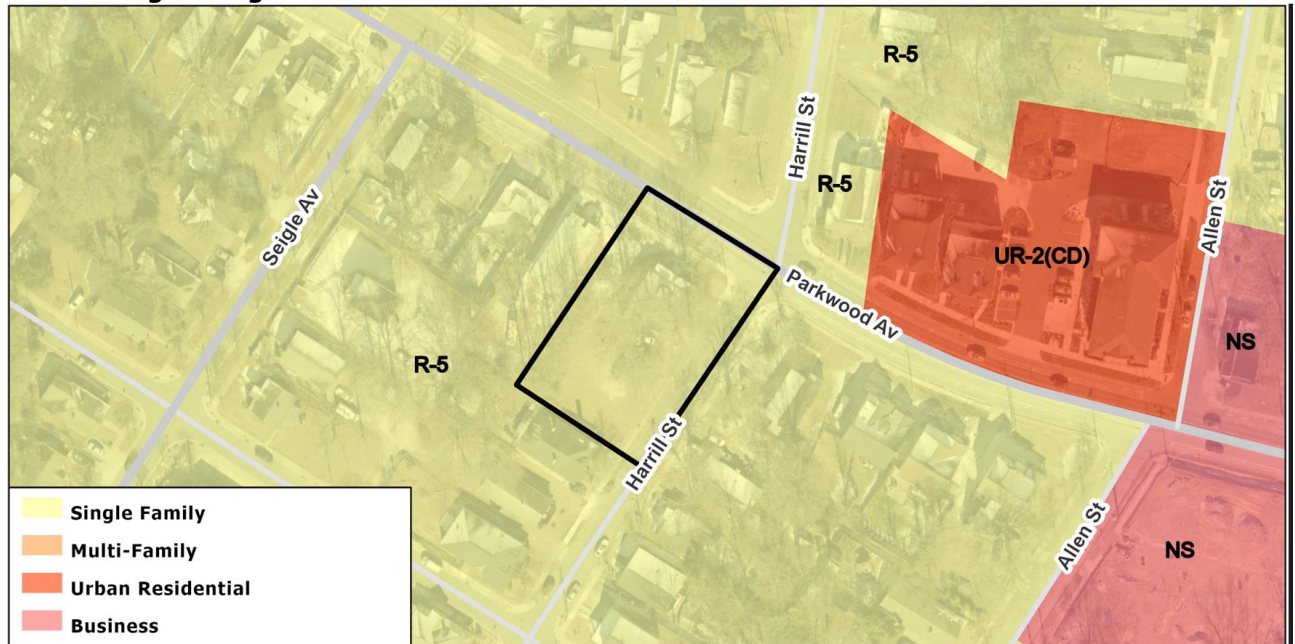 R-5
Harrill St
R-5
Seigle Av
Allen St
UR-2(CD)
Parkwood Av
NS
R-5
Harrill St
Allen St
NS
Single Family
Multi-Family
Urban Residential
Business